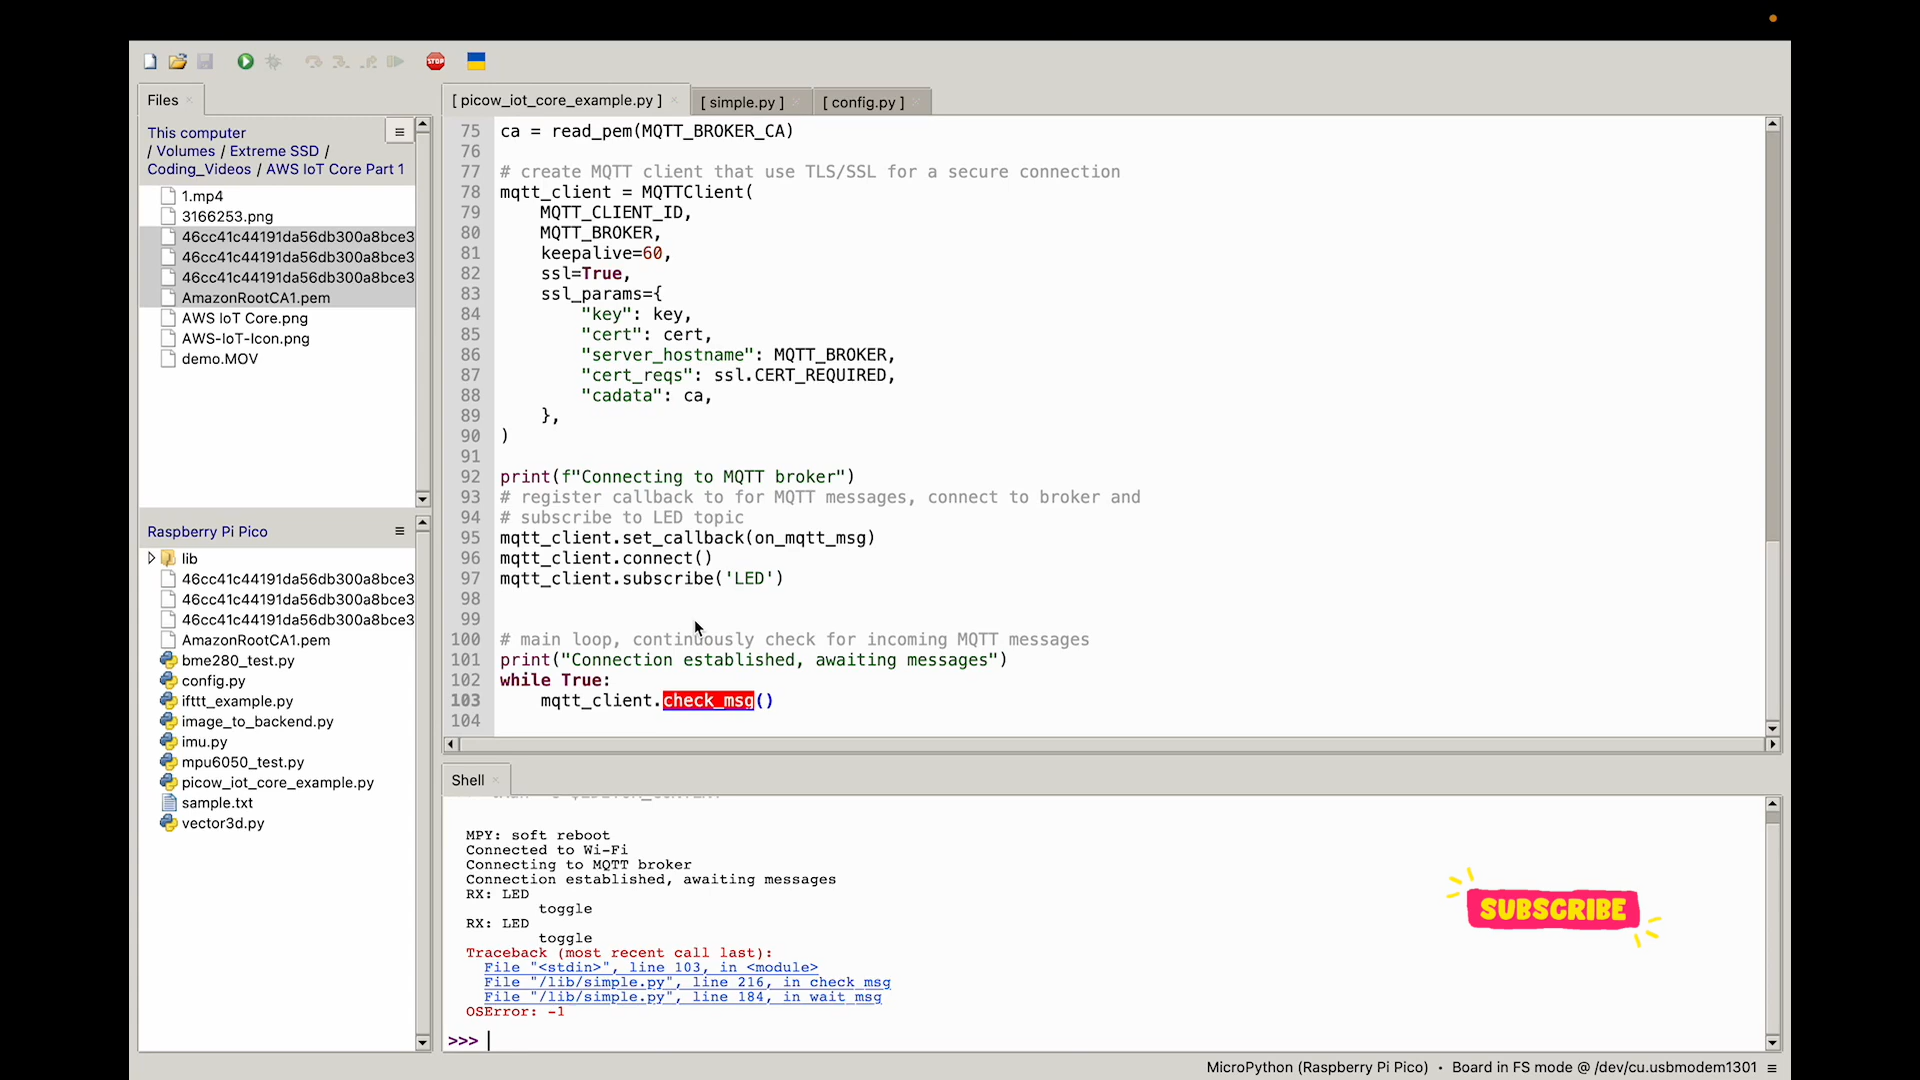 STOP
Files
[ picow_iot_core_example.py ]
[ simple.py ]
[ config.py ]
This computer
/ Volumes / Extreme SSD /
Coding_Videos / AWS IoT Core Part 1
1.mp4
3166253.png
46cc41c44191da56db300a8bce3
46cc41c44191da56db300a8bce3
46cc41c44191da56db300a8bce3
AmazonRootCA1.pem
AWS IoT Core.png
AWS-IoT-Icon.png
demo.MOV
Raspberry Pi Pico
lib
46cc41c44191da56db300a8bce3
46cc41c44191da56db300a8bce3
46cc41c44191da56db300a8bce3
AmazonRootCA1.pem
bme280_test.py
config.py
ifttt_example.py
image_to_backend.py
imu.py
mpu6050_test.py
picow_iot_core_example.py
sample.txt
vector3d.py
75 ca = read_pem(MQTT_BROKER_CA)
76
77 # create MQTT client that use TLS/SSL for a secure connection
78 mqtt_client = MQTTClient(
79 MQTT_CLIENT_ID,
80 MQTT_BROKER,
81 keepalive=60,
82 ssl=True,
83 ssl_params={
84 "key": key,
85 "cert": cert,
86 "server_hostname": MQTT_BROKER,
87 "cert_reqs": ssl.CERT_REQUIRED,
88 "cadata": ca,
89 },
90 )
91
92 print(f"Connecting to MQTT broker")
93 # register callback to for MQTT messages, connect to broker and
94 # subscribe to LED topic
95 mqtt_client.set_callback(on_mqtt_msg)
96 mqtt_client.connect()
97 mqtt_client.subscribe('LED')
98
99
100 # main loop, continuously check for incoming MQTT messages
101 print("Connection established, awaiting messages")
102 while True:
103 mqtt_client.check_msg()
104
Shell
MPY: soft reboot
Connected to Wi-Fi
Connecting to MQTT broker
Connection established, awaiting messages
RX: LED
toggle
RX: LED
toggle
Traceback (most recent call last):
File "<stdin>", line 103, in <module>
File "/lib/simple.py", line 216, in check_msg
File "/lib/simple.py", line 184, in wait_msg
OSError: -1
>>>
SUBSCRIBE
MicroPython (Raspberry Pi Pico) • Board in FS mode @ /dev/cu.usbmodem1301 ≡